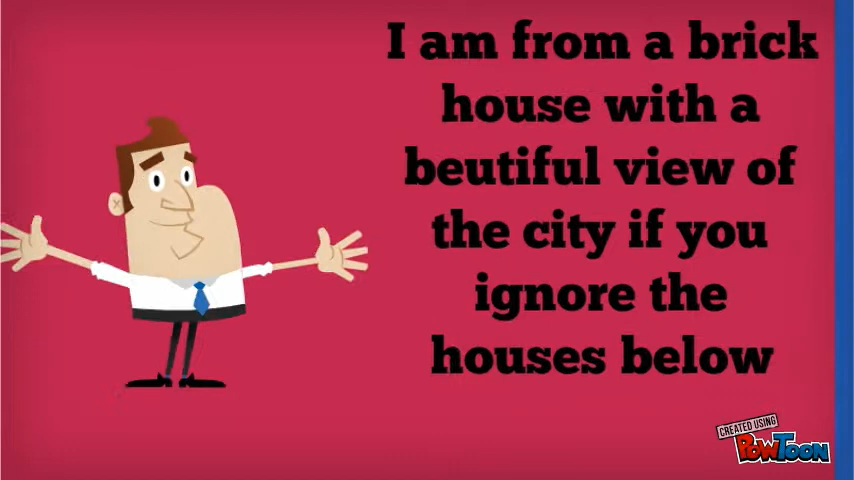 I am from a brick
house with a
beutiful view of
the city if you
ignore the
houses below
CREATED USING
POWTOON